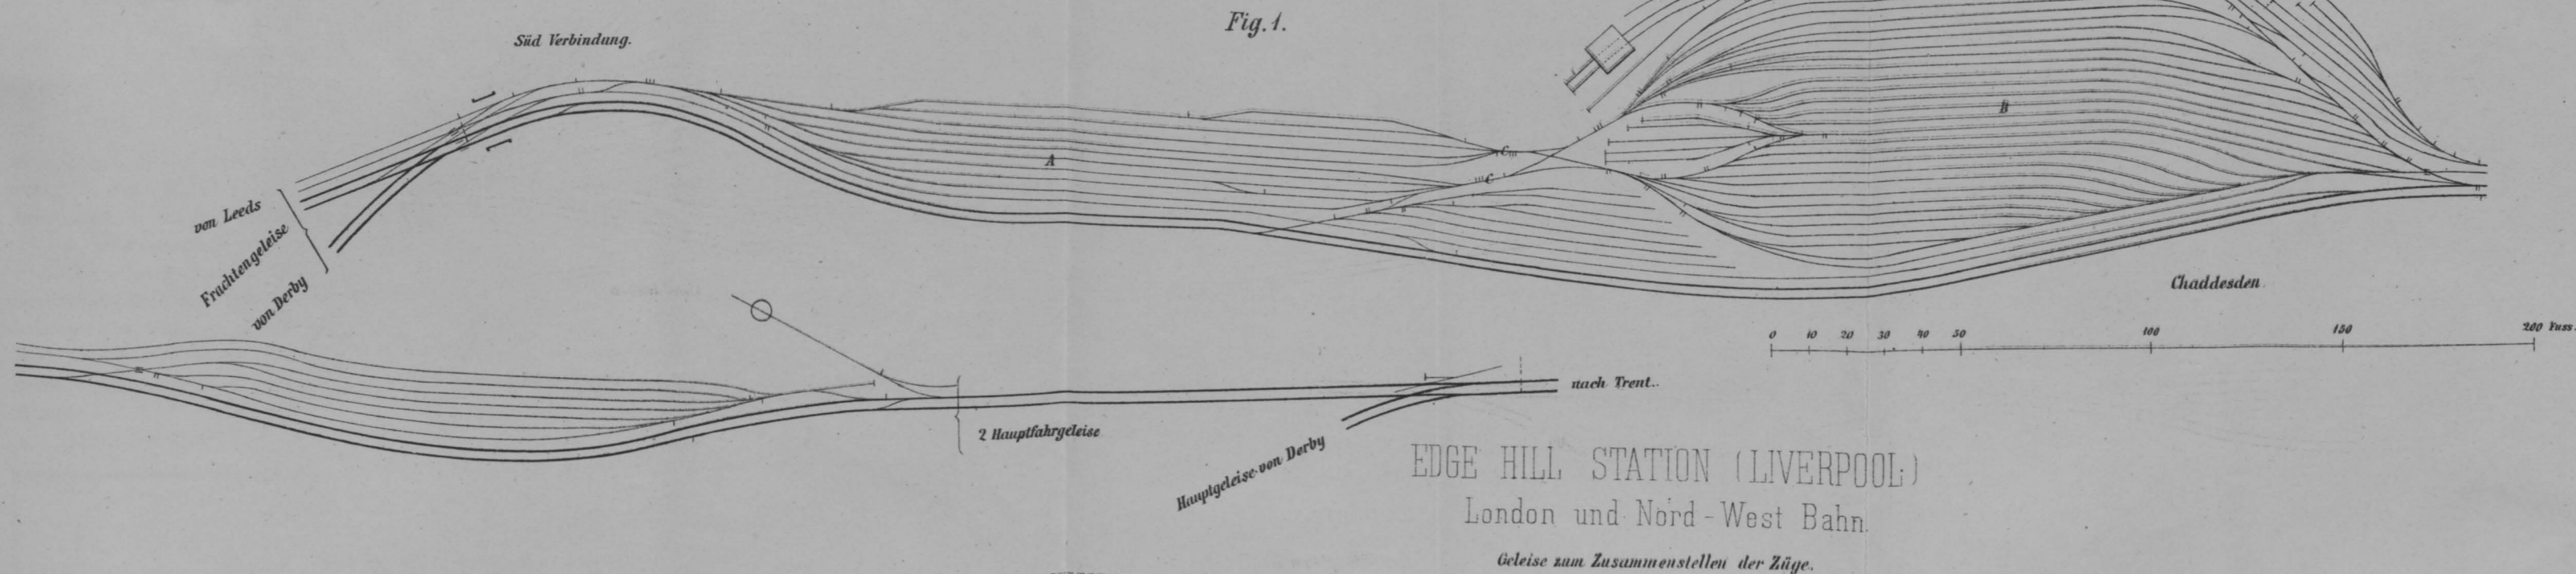 Fig. 1.
Süd Verbindung.
A
B
C
C
von Leeds
Frachtengeleise
von Derby
Chaddesden.
0 10 20 30 40 50 100 150 200 Fuss.
nach Trent.
2 Hauptfahrgeleise
Hauptgeleise von Derby
EDGE HILL STATION (LIVERPOOL)
London und Nord-West Bahn.
Geleise zum Zusammenstellen der Züge.